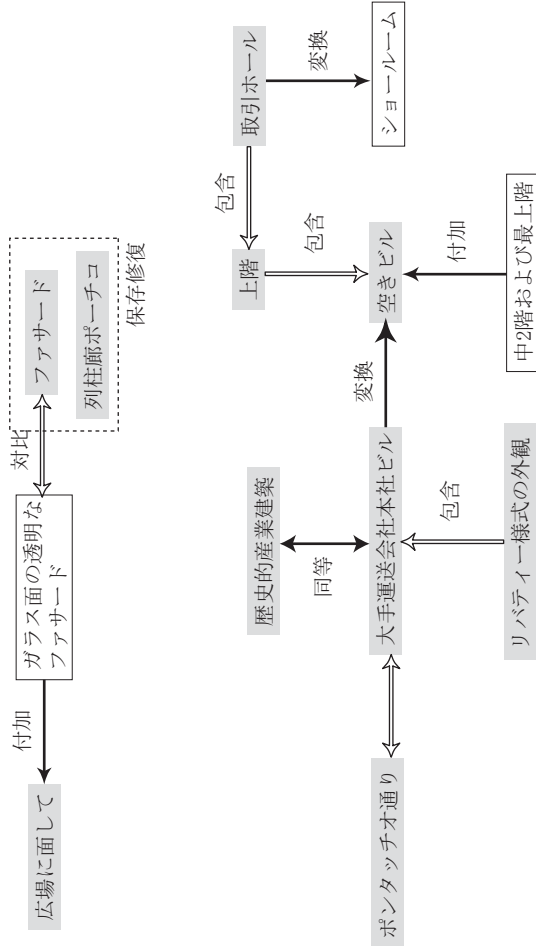 広場に面して
付加
ガラス面の透明な
ファサード
対比
ファサード
列柱廊ポーチコ
保存修復
ポンタッチオ通り
歴史的産業建築
同等
大手運送会社本社ビル
包含
リバティー様式の外観
変換
上階
包含
空きビル
付加
中2階および最上階
包含
取引ホール
変換
ショールーム